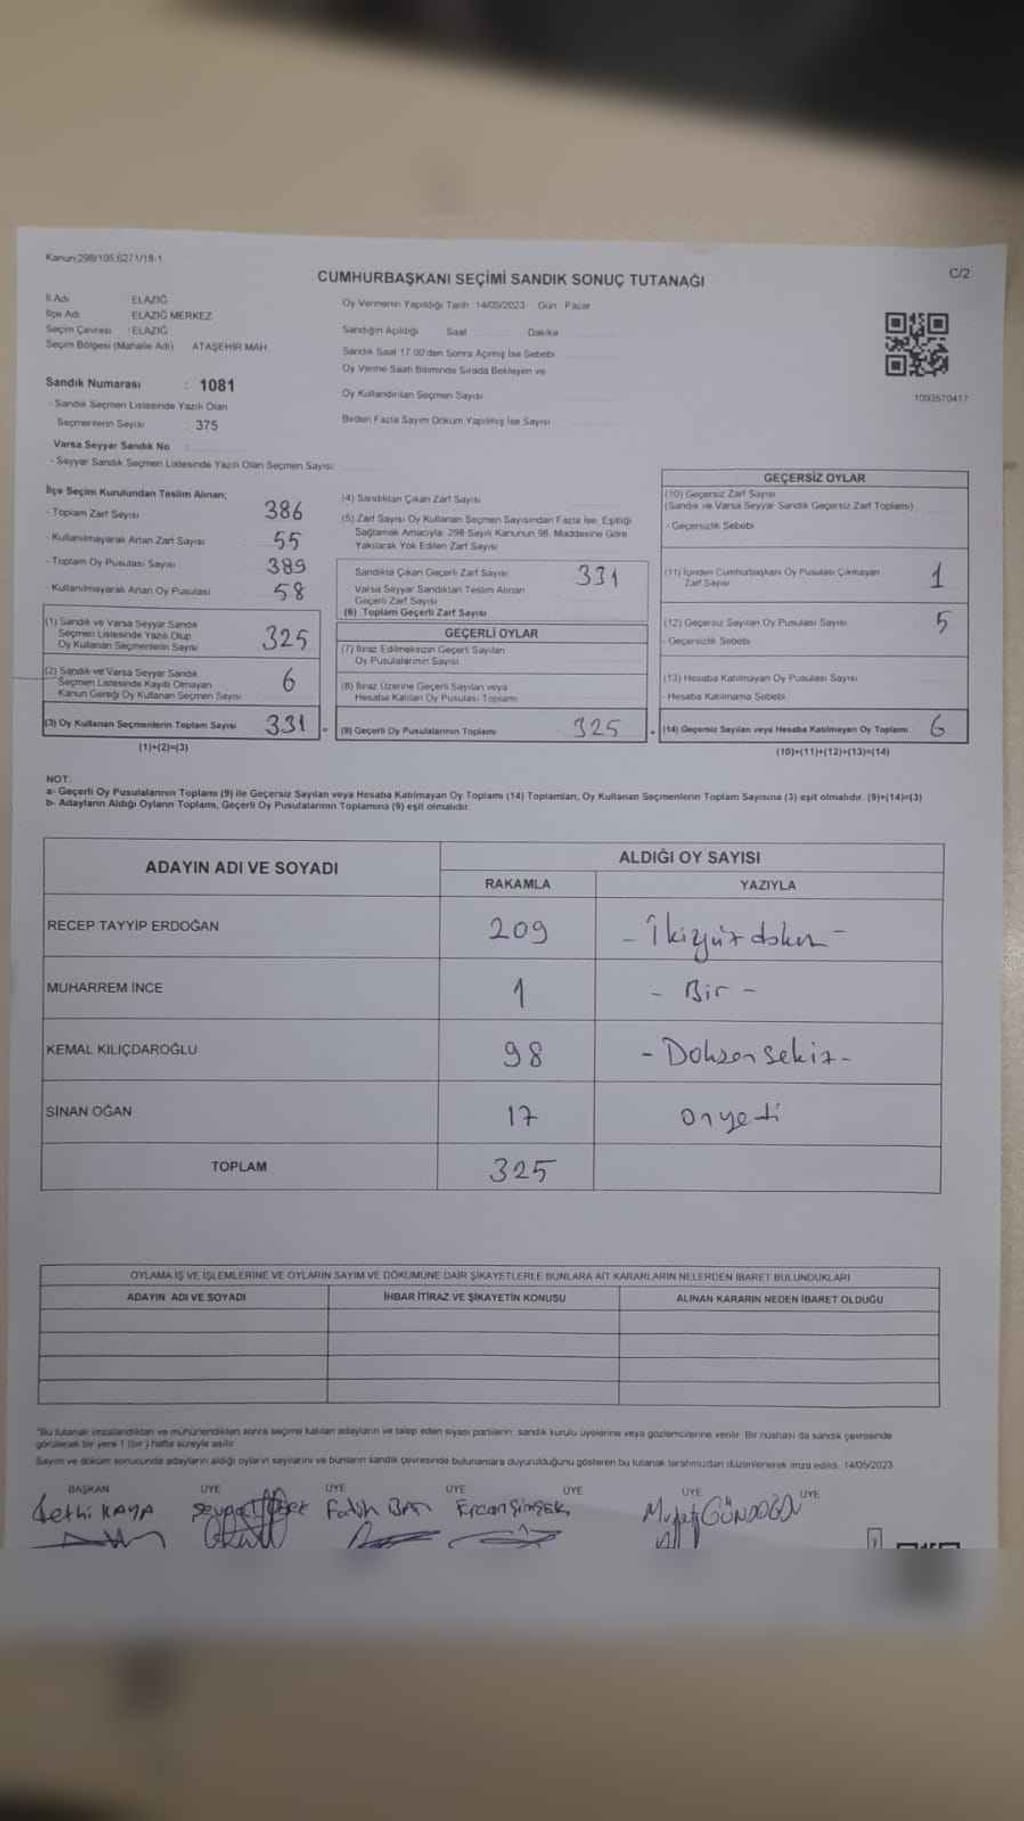 Kanun:298/105;6271/18-1
C/2
CUMHURBAŞKANI SEÇİMİ SANDIK SONUÇ TUTANAĞI
İl Adı ELAZIĞ
İlçe Adı ELAZIĞ MERKEZ
Seçim Çevresi : ELAZIĞ
Seçim Bölgesi (Mahalle Adı) ATAŞEHİR MAH.
Sandık Numarası : 1081
- Sandık Seçmen Listesinde Yazılı Olan
Seçmenlerin Sayısı 375
Varsa Seyyar Sandık No
- Seyyar Sandık Seçmen Listesinde Yazılı Olan Seçmen Sayısı
Oy Vermenin Yapıldığı Tarih: 14/05/2023 Gün: Pazar
Sandığın Açıldığı Saat Dakika
Sandık Saat 17.00'den Sonra Açılmış İse Sebebi
Oy Verme Saati Bitiminde Sırada Bekleyen ve
Oy Kullandırılan Seçmen Sayısı
Birden Fazla Sayım Döküm Yapılmış İse Sayısı
1093570417
İlçe Seçim Kurulundan Teslim Alınan;
- Toplam Zarf Sayısı 386
- Kullanılmayarak Artan Zarf Sayısı 55
- Toplam Oy Pusulası Sayısı 389
- Kullanılmayarak Artan Oy Pusulası 58
(1) Sandık ve Varsa Seyyar Sandık
Seçmen Listesinde Yazılı Olup
Oy Kullanan Seçmenlerin Sayısı 325
(2) Sandık ve Varsa Seyyar Sandık
Seçmen Listesinde Kayıtlı Olmayan
Kanun Gereği Oy Kullanan Seçmen Sayısı 6
(3) Oy Kullanan Seçmenlerin Toplam Sayısı 331
(1)+(2)=(3)
(4) Sandıktan Çıkan Zarf Sayısı
(5) Zarf Sayısı Oy Kullanan Seçmen Sayısından Fazla İse; Eşitliği
Sağlamak Amacıyla; 298 Sayılı Kanunun 98. Maddesine Göre
Yakılarak Yok Edilen Zarf Sayısı
Sandıkta Çıkan Geçerli Zarf Sayısı 331
Varsa Seyyar Sandıktan Teslim Alınan
Geçerli Zarf Sayısı
(6) Toplam Geçerli Zarf Sayısı
GEÇERLİ OYLAR
(7) İtiraz Edilmeksizin Geçerli Sayılan
Oy Pusulalarının Sayısı
(8) İtiraz Üzerine Geçerli Sayılan veya
Hesaba Katılan Oy Pusulası Toplamı
(9) Geçerli Oy Pusulalarının Toplamı 325
GEÇERSİZ OYLAR
(10) Geçersiz Zarf Sayısı
(Sandık ve Varsa Seyyar Sandık Geçersiz Zarf Toplamı)
- Geçersizlik Sebebi
(11) İçinden Cumhurbaşkanı Oy Pusulası Çıkmayan
Zarf Sayısı 1
(12) Geçersiz Sayılan Oy Pusulası Sayısı 5
- Geçersizlik Sebebi
(13) Hesaba Katılmayan Oy Pusulası Sayısı
- Hesaba Katılmama Sebebi
(14) Geçersiz Sayılan veya Hesaba Katılmayan Oy Toplamı 6
(10)+(11)+(12)+(13)=(14)
NOT:
a- Geçerli Oy Pusulalarının Toplamı (9) ile Geçersiz Sayılan veya Hesaba Katılmayan Oy Toplamı (14) Toplamları, Oy Kullanan Seçmenlerin Toplam Sayısına (3) eşit olmalıdır. (9)+(14)=(3)
b- Adayların Aldığı Oyların Toplamı, Geçerli Oy Pusulalarının Toplamına (9) eşit olmalıdır.
ADAYIN ADI VE SOYADI
ALDIĞI OY SAYISI
RAKAMLA YAZIYLA
RECEP TAYYİP ERDOĞAN 209 - İkiyüz dokuz -
MUHARREM İNCE 1 - Bir -
KEMAL KILIÇDAROĞLU 98 - Doksan sekiz -
SİNAN OĞAN 17 onyedi
TOPLAM 325
OYLAMA İŞ VE İŞLEMLERİNE VE OYLARIN SAYIM VE DÖKÜMÜNE DAİR ŞİKAYETLERLE BUNLARA AİT KARARLARIN NELERDEN İBARET BULUNDUKLARI
ADAYIN ADI VE SOYADI İHBAR İTİRAZ VE ŞİKAYETİN KONUSU ALINAN KARARIN NEDEN İBARET OLDUĞU
"Bu tutanak imzalandıktan ve mühürlendikten sonra seçime katılan adayların ve talep eden siyasi partilerin sandık kurulu üyelerine veya gözlemcilerine verilir. Bir nüshası da sandık çevresinde
görülecek bir yere 1 (bir) hafta süreyle asılır.
Sayım ve döküm sonucunda adayların aldığı oyların sayılarını ve bunların sandık çevresinde bulunanlara duyurulduğunu gösteren bu tutanak tarafımızdan düzenlenerek imza edildi. 14/05/2023
BAŞKAN ÜYE ÜYE ÜYE ÜYE ÜYE ÜYE
Fethi KAYA Fatih Ercan Şimşek GÜNDOĞDU